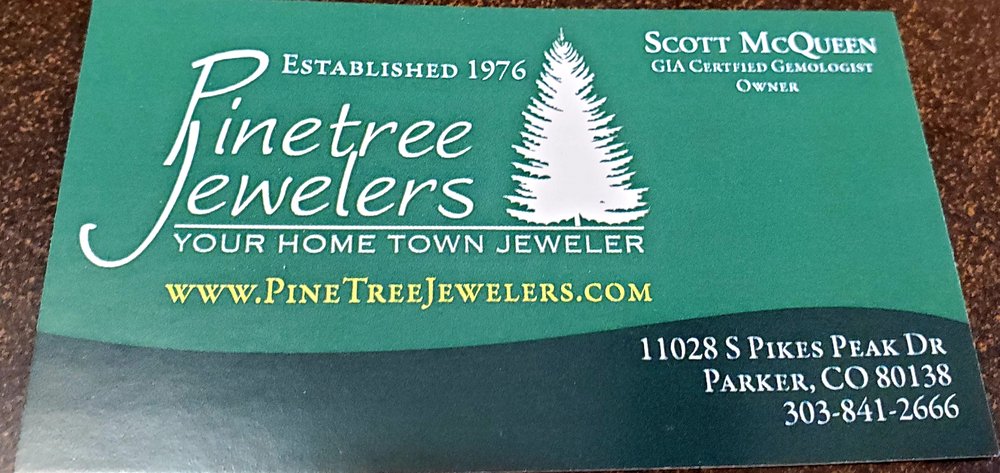 Established 1976
Pinetree
Jewelers
YOUR HOME TOWN JEWELER
www.PineTreeJewelers.com
Scott McQueen
GIA Certfied Gemologist
Owner
11028 S Pikes Peak Dr
Parker, CO 80138
303-841-2666